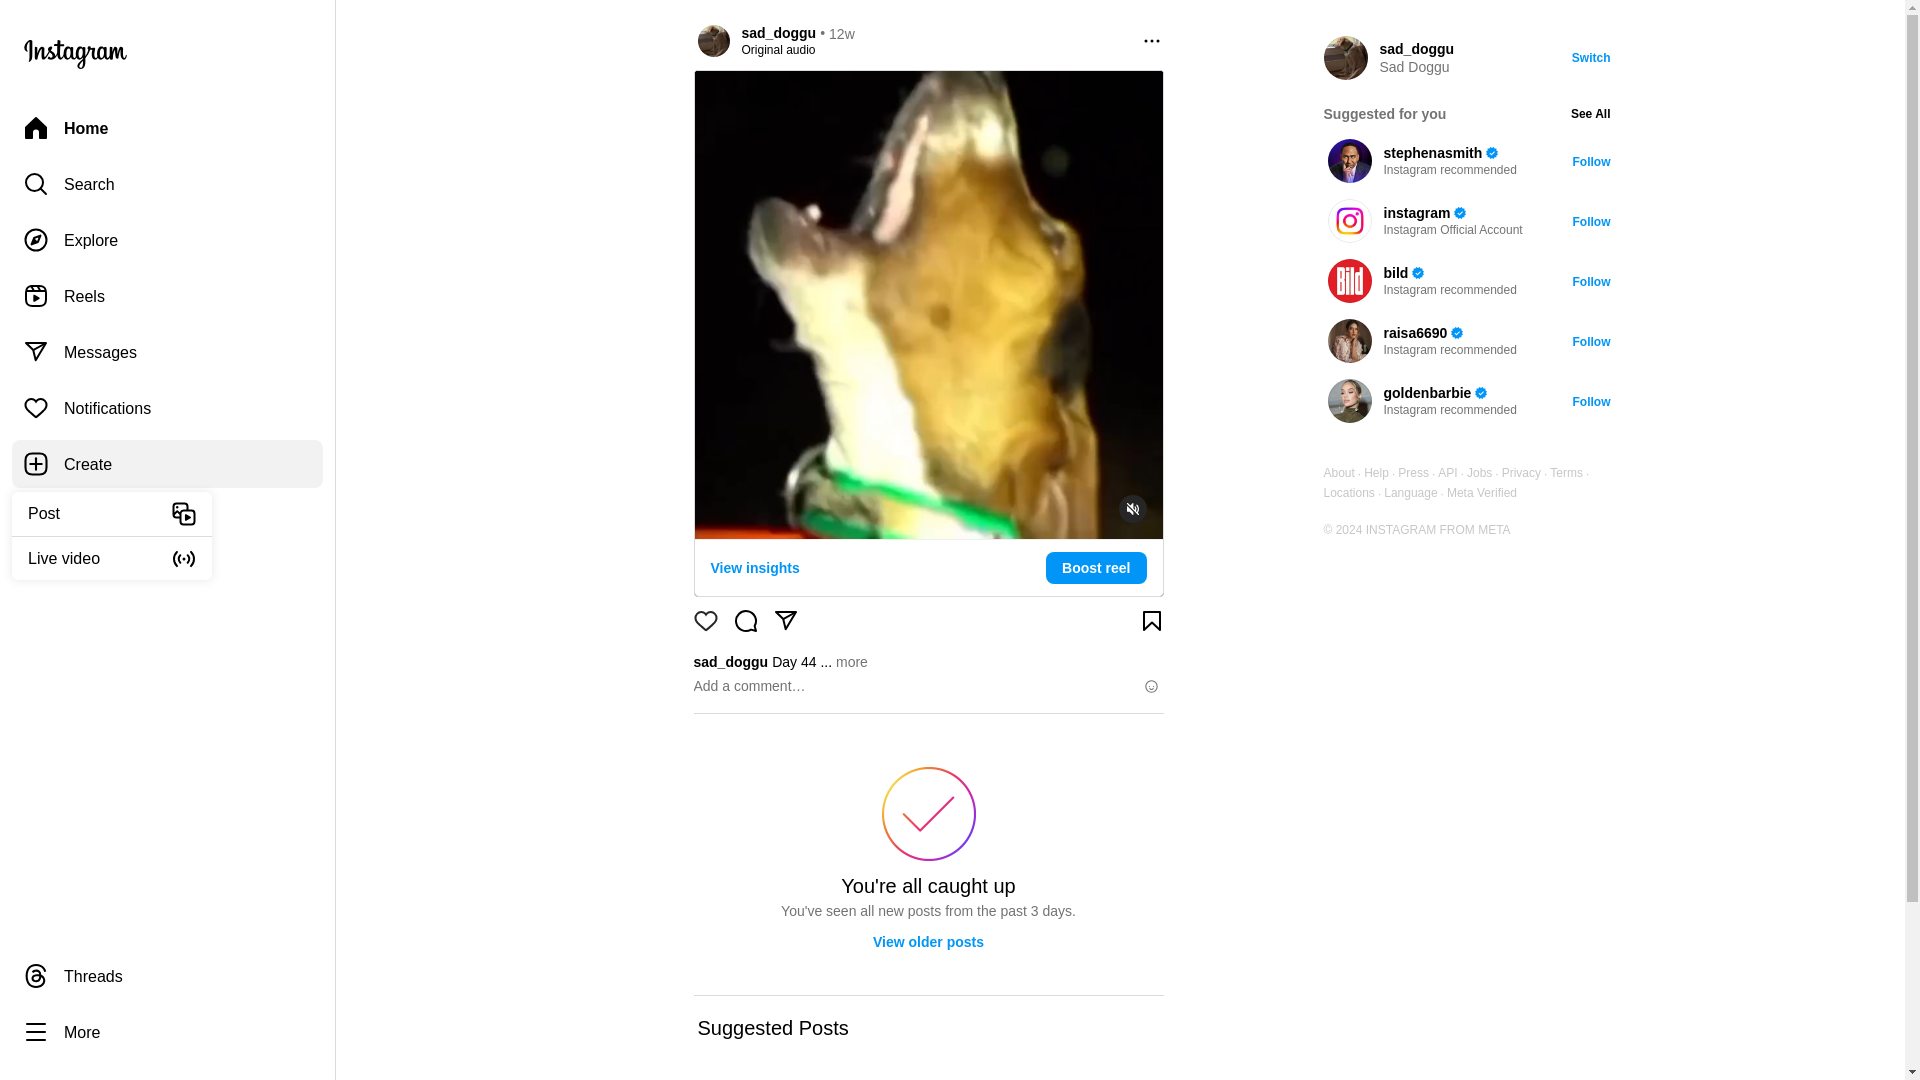 Instagram
Home
Search
Explore
Reels
Messages
Notifications
Create
Post
Live video
Threads
More
sad_doggu • 12w
Original audio
View insights
Boost reel
sad_doggu Day 44 ... more
Add a comment…
You're all caught up
You've seen all new posts from the past 3 days.
View older posts
Suggested Posts
sad_doggu
Sad Doggu
Switch
Suggested for you
See All
stephenasmith
Instagram recommended
Follow
instagram
Instagram Official Account
Follow
Bild
bild
Instagram recommended
Follow
raisa6690
Instagram recommended
Follow
goldenbarbie
Instagram recommended
Follow
About · Help · Press · API · Jobs · Privacy · Terms ·
Locations · Language · Meta Verified
© 2024 INSTAGRAM FROM META